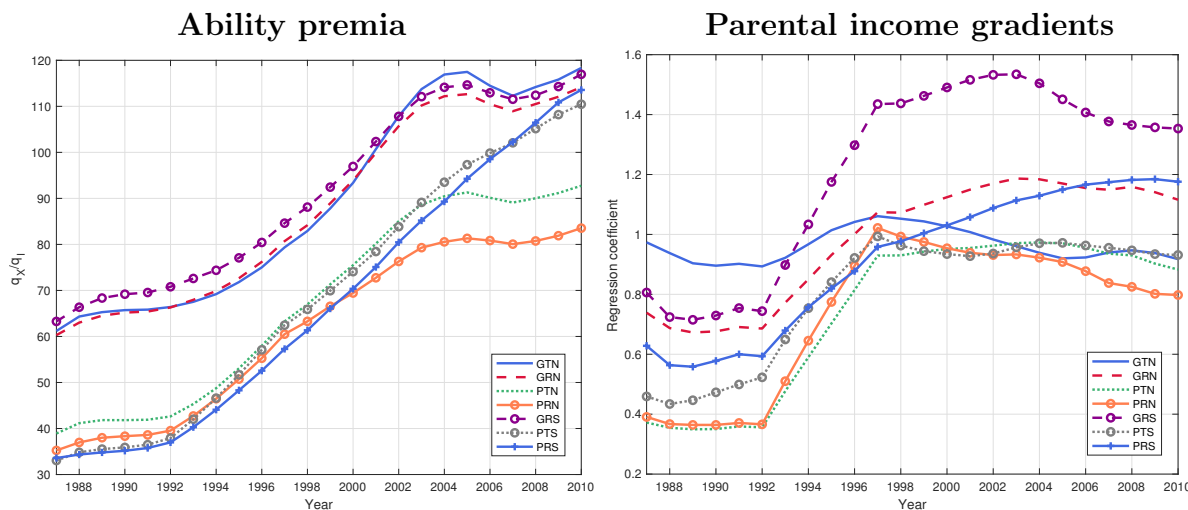 Ability premia
120
110
100
90
80
70
60
50
40
30
q_X/q_I
1988 1990 1992 1994 1996 1998 2000 2002 2004 2006 2008 2010
Year
GTN
GRN
PTN
PRN
GRS
PTS
PRS
Parental income gradients
1.6
1.4
1.2
1
0.8
0.6
0.4
0.2
Regression coefficient
1988 1990 1992 1994 1996 1998 2000 2002 2004 2006 2008 2010
Year
GTN
GRN
PTN
PRN
GRS
PTS
PRS